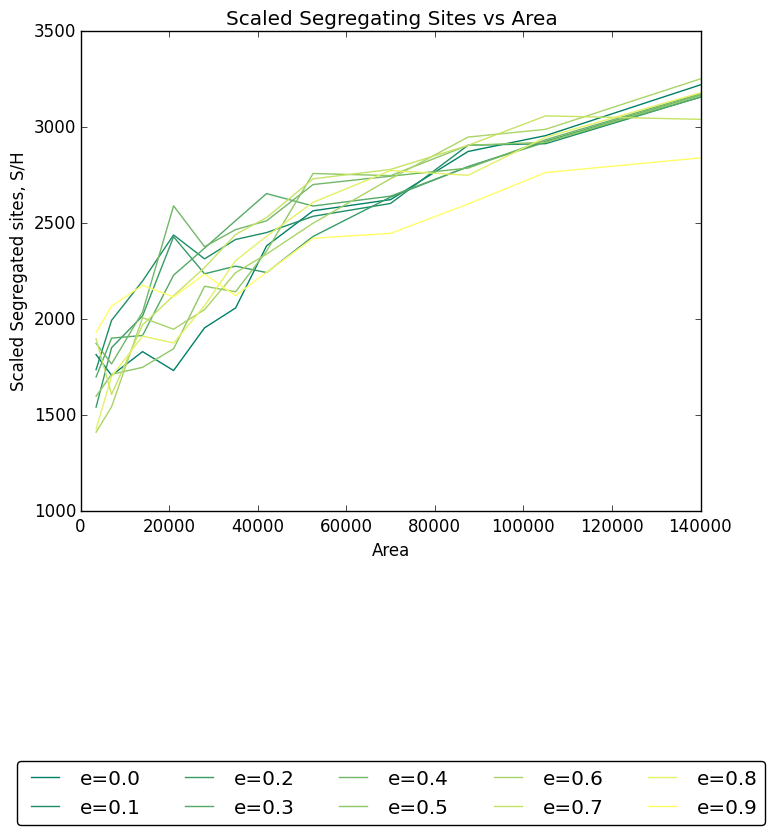 Scaled Segregating Sites vs Area
3500
3000
2500
2000
1500
1000
Scaled Segregated sites, S/H
0 20000 40000 60000 80000 100000 120000 140000
Area
e=0.0 e=0.2 e=0.4 e=0.6 e=0.8
e=0.1 e=0.3 e=0.5 e=0.7 e=0.9